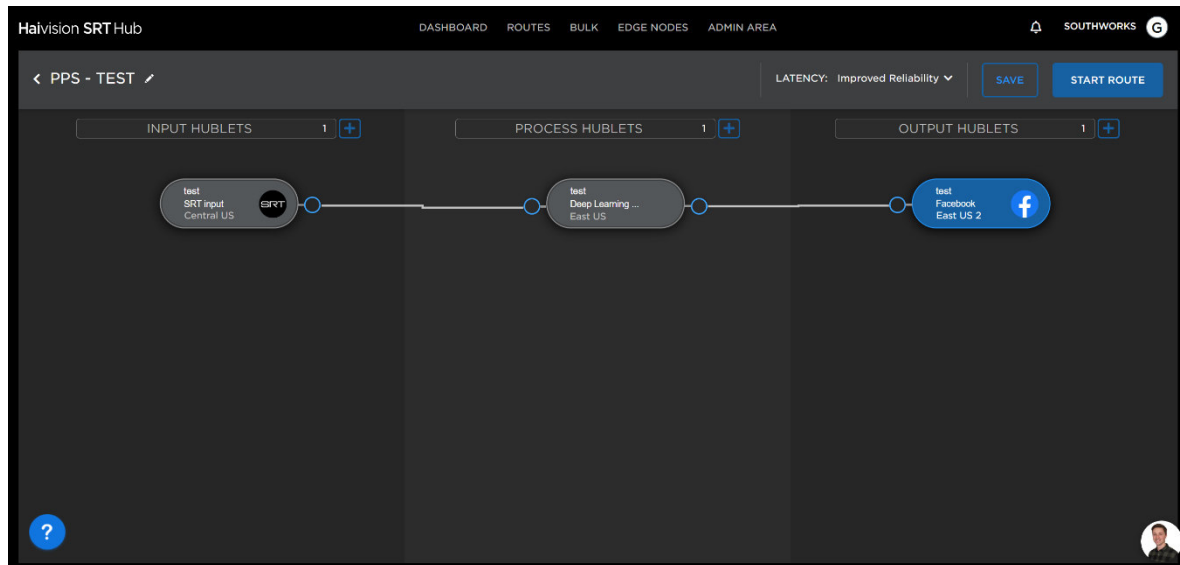 Haivision SRT Hub
DASHBOARD ROUTES BULK EDGE NODES ADMIN AREA
SOUTHWORKS G
PPS - TEST
LATENCY: Improved Reliability
SAVE
START ROUTE
INPUT HUBLETS 1 +
PROCESS HUBLETS 1 +
OUTPUT HUBLETS 1 +
test
SRT input
Central US
SRT
test
Deep Learning ...
East US
test
Facebook
East US 2
f
?